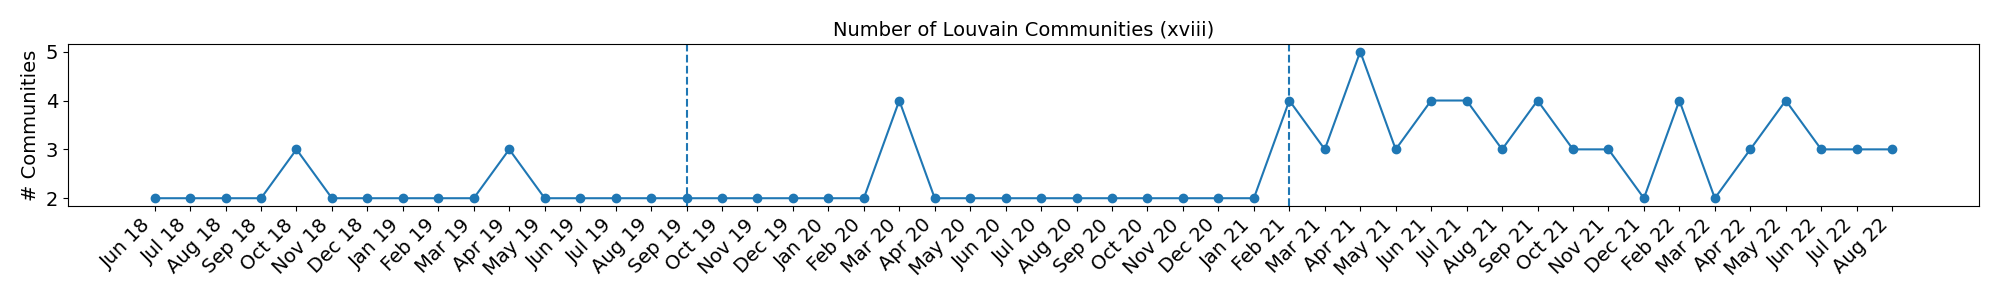 Number of Louvain Communities (xviii)
# Communities
5
4
3
2
Jun 18
Jul 18
Aug 18
Sep 18
Oct 18
Nov 18
Dec 18
Jan 19
Feb 19
Mar 19
Apr 19
May 19
Jun 19
Jul 19
Aug 19
Sep 19
Oct 19
Nov 19
Dec 19
Jan 20
Feb 20
Mar 20
Apr 20
May 20
Jun 20
Jul 20
Aug 20
Sep 20
Oct 20
Nov 20
Dec 20
Jan 21
Feb 21
Mar 21
Apr 21
May 21
Jun 21
Jul 21
Aug 21
Sep 21
Oct 21
Nov 21
Dec 21
Feb 22
Mar 22
Apr 22
May 22
Jun 22
Jul 22
Aug 22